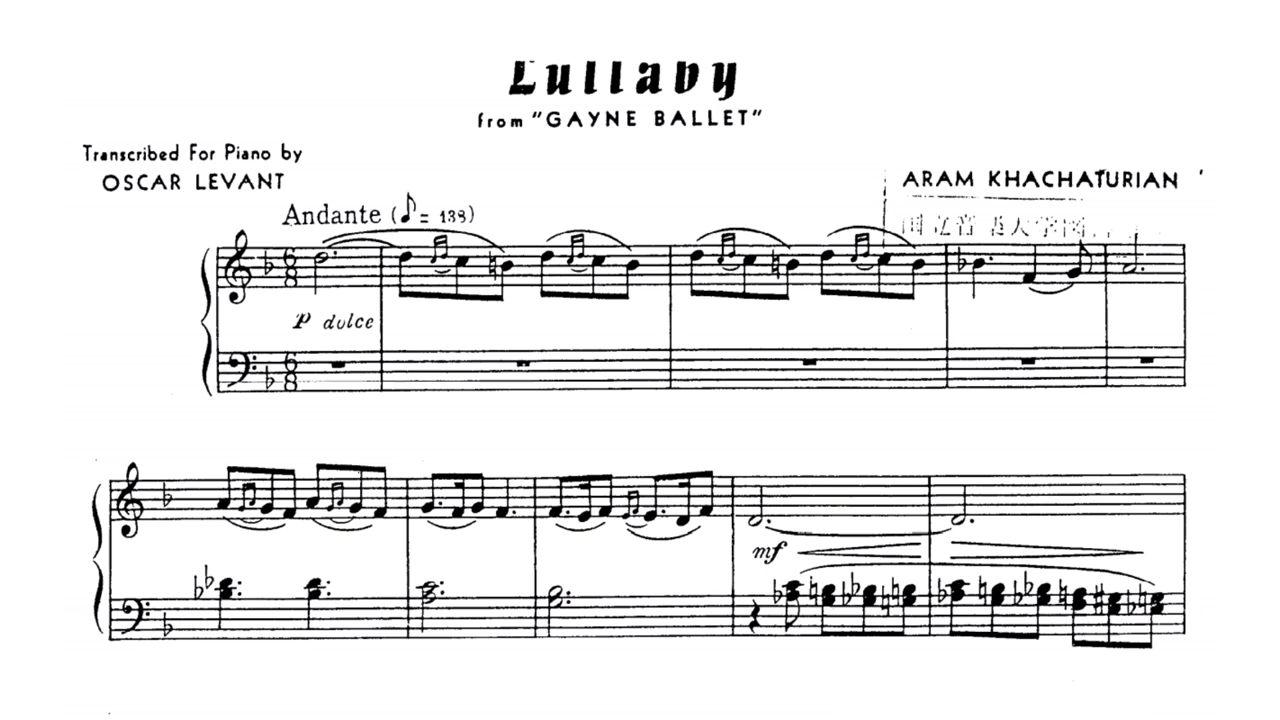 Lullaby
from "GAYNE BALLET"
Transcribed For Piano by
OSCAR LEVANT
ARAM KHACHATURIAN
Andante (♪= 138)
p dolce
mf